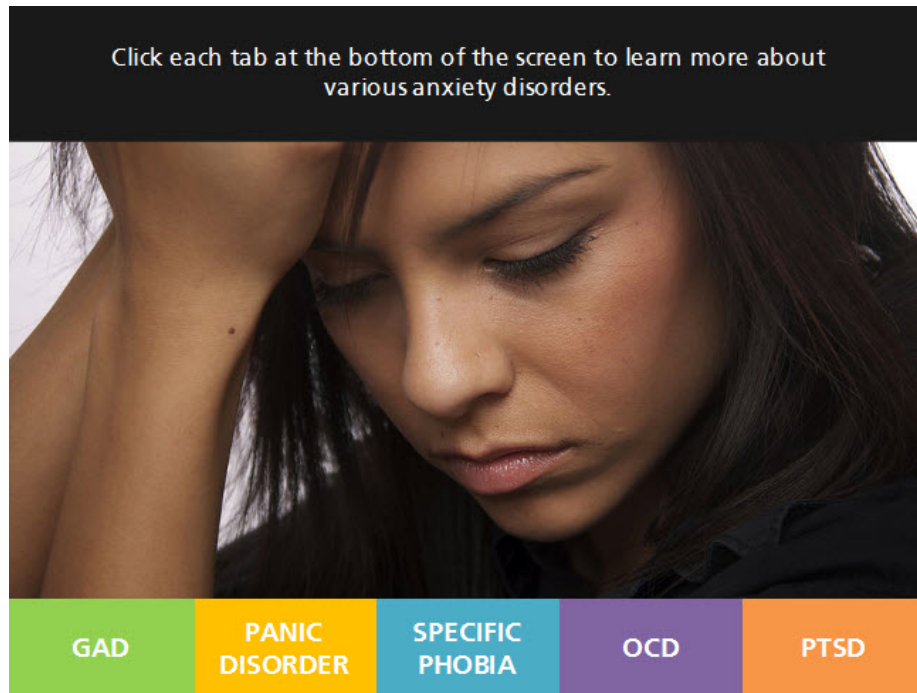 Click each tab at the bottom of the screen to learn more about
various anxiety disorders.
GAD
PANIC
DISORDER
SPECIFIC
PHOBIA
OCD
PTSD